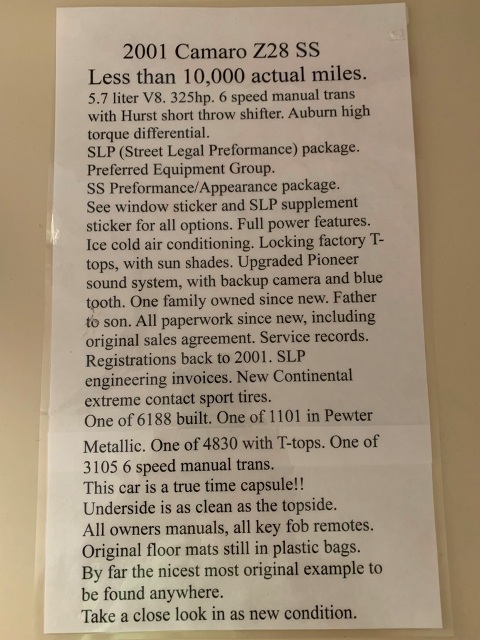 2001 Camaro Z28 SS
Less than 10,000 actual miles.
5.7 liter V8. 325hp. 6 speed manual trans
with Hurst short throw shifter. Auburn high
torque differential.
SLP (Street Legal Preformance) package.
Preferred Equipment Group.
SS Preformance/Appearance package.
See window sticker and SLP supplement
sticker for all options. Full power features.
Ice cold air conditioning. Locking factory T-
tops, with sun shades. Upgraded Pioneer
sound system, with backup camera and blue
tooth. One family owned since new. Father
to son. All paperwork since new, including
original sales agreement. Service records.
Registrations back to 2001. SLP
engineering invoices. New Continental
extreme contact sport tires.
One of 6188 built. One of 1101 in Pewter
Metallic. One of 4830 with T-tops. One of
3105 6 speed manual trans.
This car is a true time capsule!!
Underside is as clean as the topside.
All owners manuals, all key fob remotes.
Original floor mats still in plastic bags.
By far the nicest most original example to
be found anywhere.
Take a close look in as new condition.